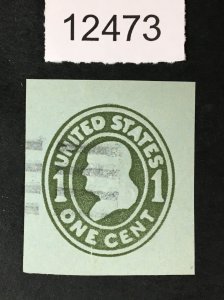 12473
UNITED STATES
1 1
ONE CENT